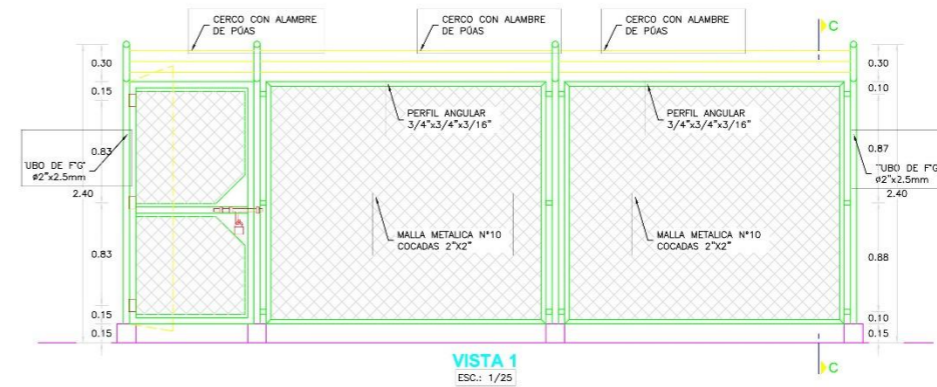 CERCO CON ALAMBRE
DE PÚAS
CERCO CON ALAMBRE
DE PÚAS
CERCO CON ALAMBRE
DE PÚAS
C
0.30
0.15
0.83
2.40
0.83
0.15
0.15
UBO DE F°G°
ø2"x2.5mm
PERFIL ANGULAR
3/4"x3/4"x3/16"
PERFIL ANGULAR
3/4"x3/4"x3/16"
MALLA METALICA N°10
COCADAS 2"X2"
MALLA METALICA N°10
COCADAS 2"X2"
0.30
0.10
0.87
TUBO DE F°G
ø2"x2.5mm
2.40
0.88
0.10
0.15
VISTA 1
ESC.: 1/25
C